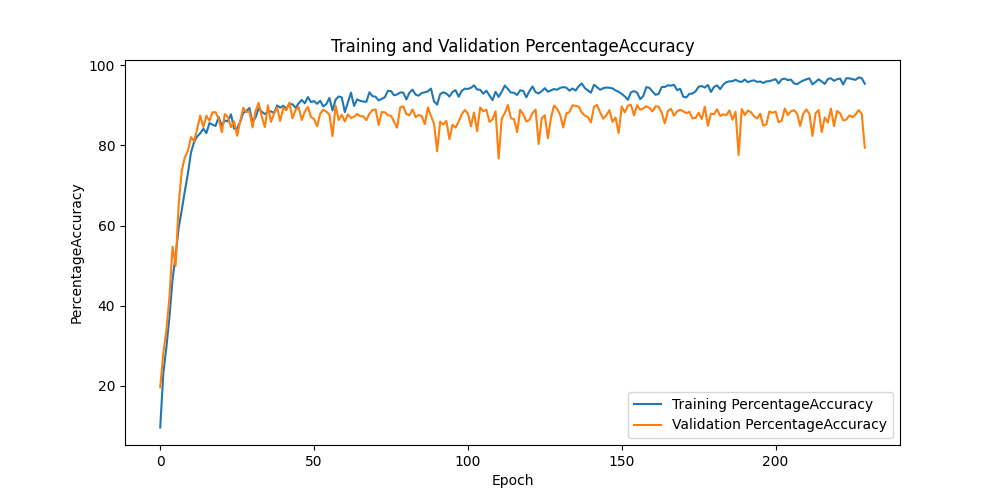 Training and Validation PercentageAccuracy
100
80
60
40
20
PercentageAccuracy
0
50
100
150
200
Epoch
Training PercentageAccuracy
Validation PercentageAccuracy